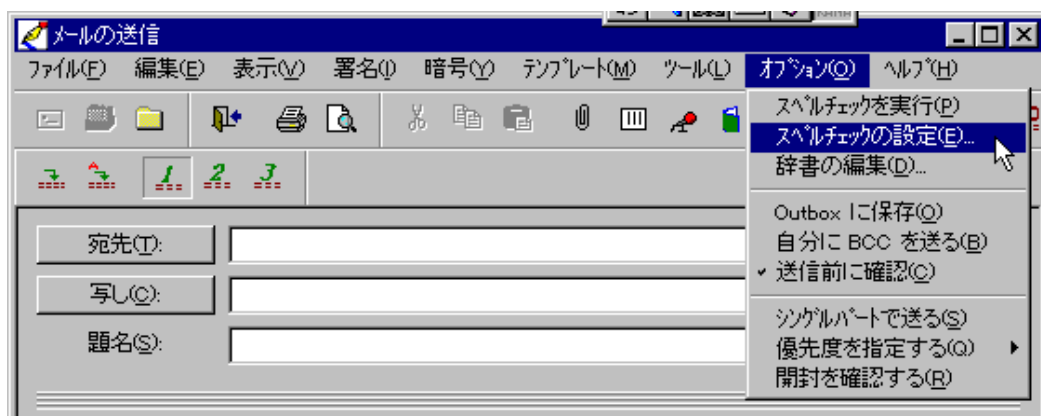 メールの送信
ファイル(F) 編集(E) 表示(V) 署名(I) 暗号(Y) テンプレート(M) ツール(L) オプション(O) ヘルプ(H)
スペルチェックを実行(P)
スペルチェックの設定(E)...
辞書の編集(D)...
Outbox に保存(O)
自分に BCC を送る(B)
送信前に確認(C)
シングルパートで送る(S)
優先度を指定する(Q)
開封を確認する(R)
1 2 3
宛先(T):
写し(C):
題名(S):